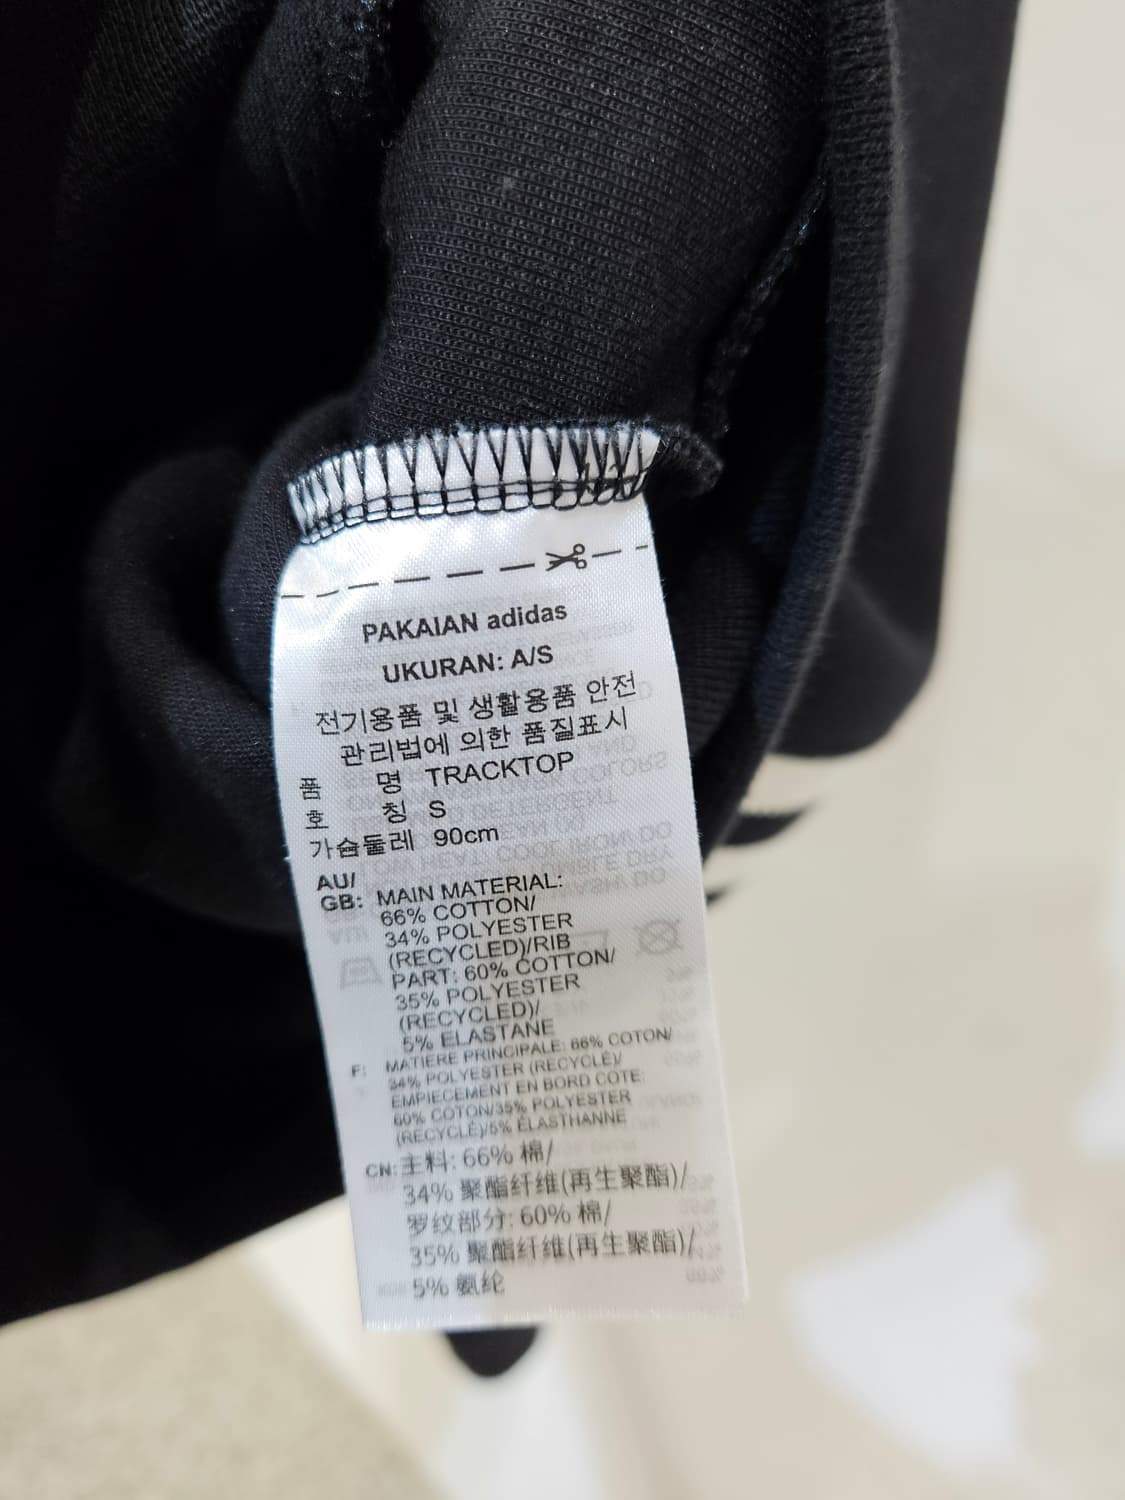 PAKAIAN adidas
UKURAN: A/S
전기용품 및 생활용품 안전
관리법에 의한 품질표시
품 명 TRACKTOP
호 칭 S
가슴둘레 90cm
AU/
GB: MAIN MATERIAL:
66% COTTON/
34% POLYESTER
(RECYCLED)/RIB
PART: 60% COTTON/
35% POLYESTER
(RECYCLED)/
5% ELASTANE
F: MATIERE PRINCIPALE: 66% COTON/
34% POLYESTER (RECYCLÉ)/
EMPIECEMENT EN BORD COTE:
60% COTON/35% POLYESTER
(RECYCLÉ)/5% ÉLASTHANNE
CN: 主料: 66% 棉/
34% 聚酯纤维(再生聚酯)/
罗纹部分: 60% 棉/
35% 聚酯纤维(再生聚酯)/
5% 氨纶